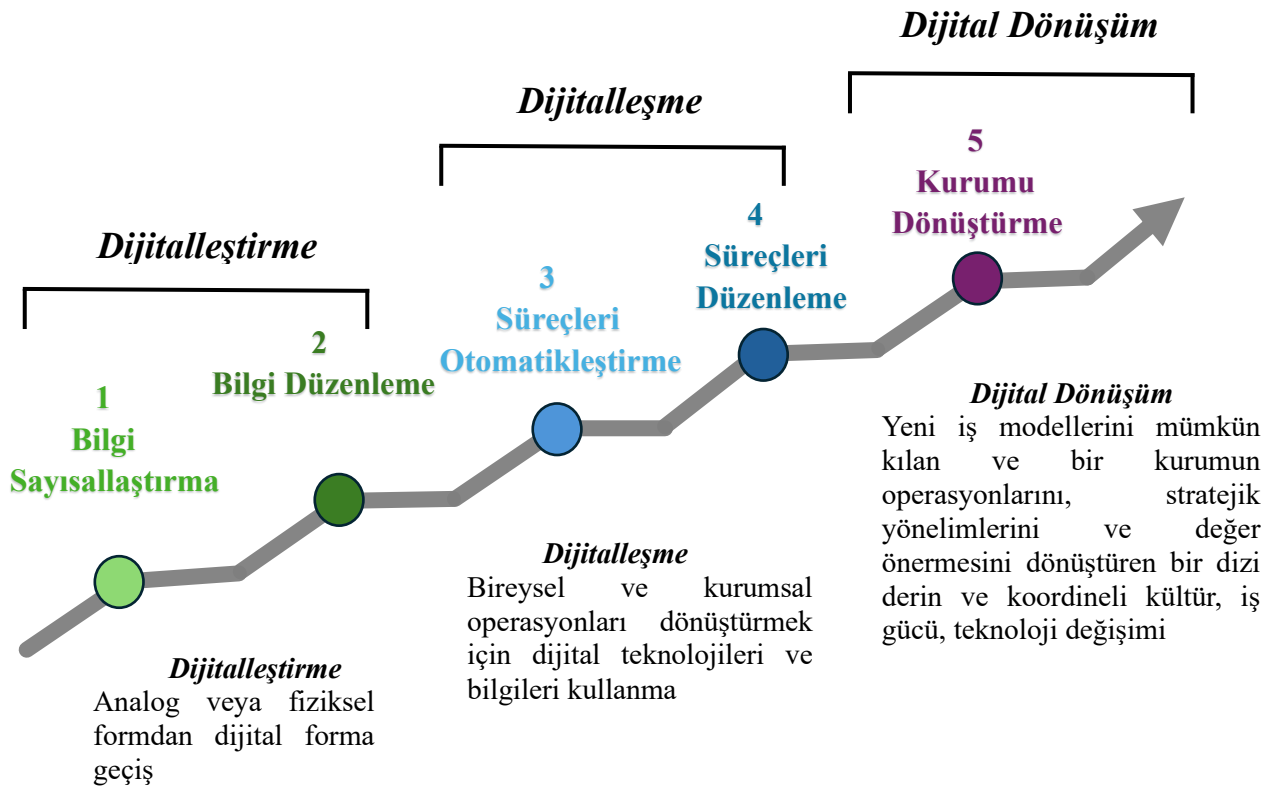 Dijitalleştirme
1
Bilgi
Sayısallaştırma
2
Bilgi Düzenleme
Dijitalleştirme
Analog veya fiziksel
formdan dijital forma
geçiş
Dijitalleşme
3
Süreçleri
Otomatikleştirme
4
Süreçleri
Düzenleme
Dijitalleşme
Bireysel ve kurumsal
operasyonları dönüştürmek
için dijital teknolojileri ve
bilgileri kullanma
Dijital Dönüşüm
5
Kurumu
Dönüştürme
Dijital Dönüşüm
Yeni iş modellerini mümkün
kılan ve bir kurumun
operasyonlarını, stratejik
yönelimlerini ve değer
önermesini dönüştüren bir dizi
derin ve koordineli kültür, iş
gücü, teknoloji değişimi